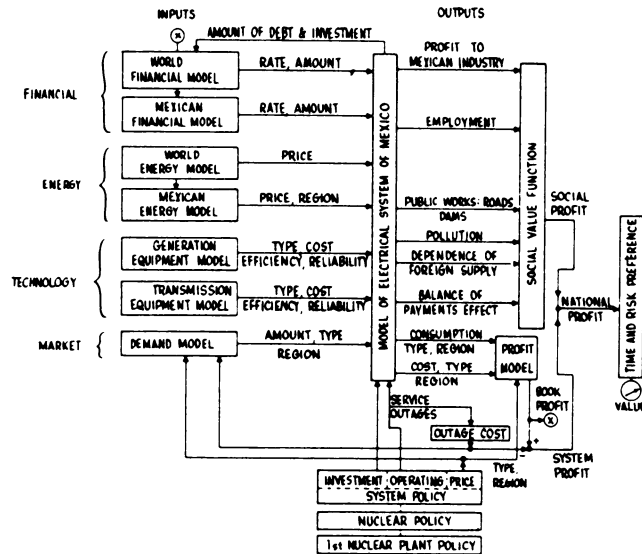 INPUTS
OUTPUTS
x
AMOUNT OF DEBT & INVESTMENT
FINANCIAL
WORLD
FINANCIAL MODEL
RATE, AMOUNT
MEXICAN
FINANCIAL MODEL
RATE, AMOUNT
ENERGY
WORLD
ENERGY MODEL
PRICE
MEXICAN
ENERGY MODEL
PRICE, REGION
TECHNOLOGY
GENERATION
EQUIPMENT MODEL
TYPE, COST
EFFICIENCY, RELIABILITY
TRANSMISSION
EQUIPMENT MODEL
TYPE, COST
EFFICIENCY, RELIABILITY
MARKET
DEMAND MODEL
AMOUNT, TYPE
REGION
MODEL OF ELECTRICAL SYSTEM OF MEXICO
PROFIT TO
MEXICAN INDUSTRY
EMPLOYMENT
PUBLIC WORKS: ROADS
DAMS
POLLUTION
DEPENDENCE OF
FOREIGN SUPPLY
BALANCE OF
PAYMENTS EFFECT
CONSUMPTION
TYPE, REGION
COST, TYPE
REGION
SOCIAL VALUE FUNCTION
SOCIAL
PROFIT
PROFIT
MODEL
NATIONAL
PROFIT
TIME AND RISK PREFERENCE
VALUE
SERVICE
OUTAGES
OUTAGE COST
BOOK
PROFIT
x
+
-
TYPE,
REGION
SYSTEM
PROFIT
INVESTMENT OPERATING PRICE
SYSTEM POLICY
NUCLEAR POLICY
1st NUCLEAR PLANT POLICY